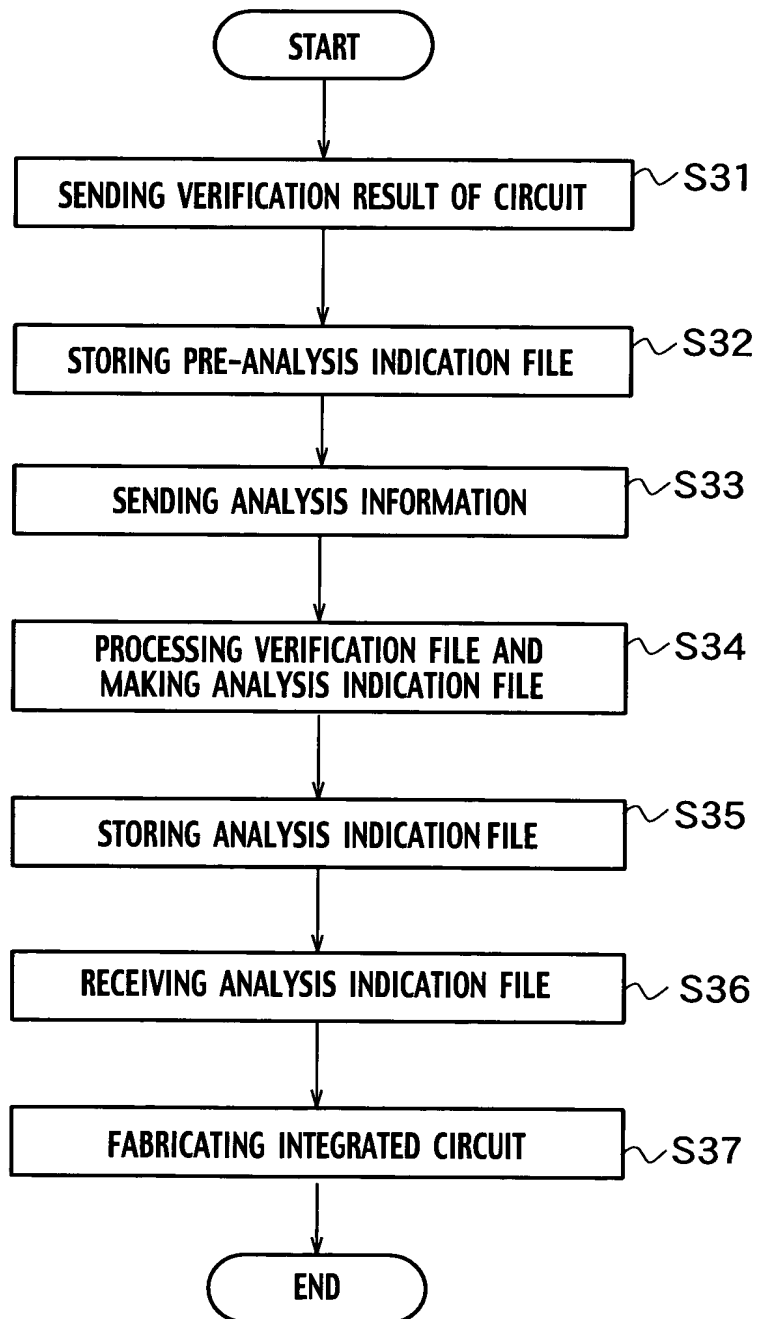 START
SENDING VERIFICATION RESULT OF CIRCUIT
S31
STORING PRE-ANALYSIS INDICATION FILE
S32
SENDING ANALYSIS INFORMATION
S33
PROCESSING VERIFICATION FILE AND
MAKING ANALYSIS INDICATION FILE
S34
STORING ANALYSIS INDICATION FILE
S35
RECEIVING ANALYSIS INDICATION FILE
S36
FABRICATING INTEGRATED CIRCUIT
S37
END